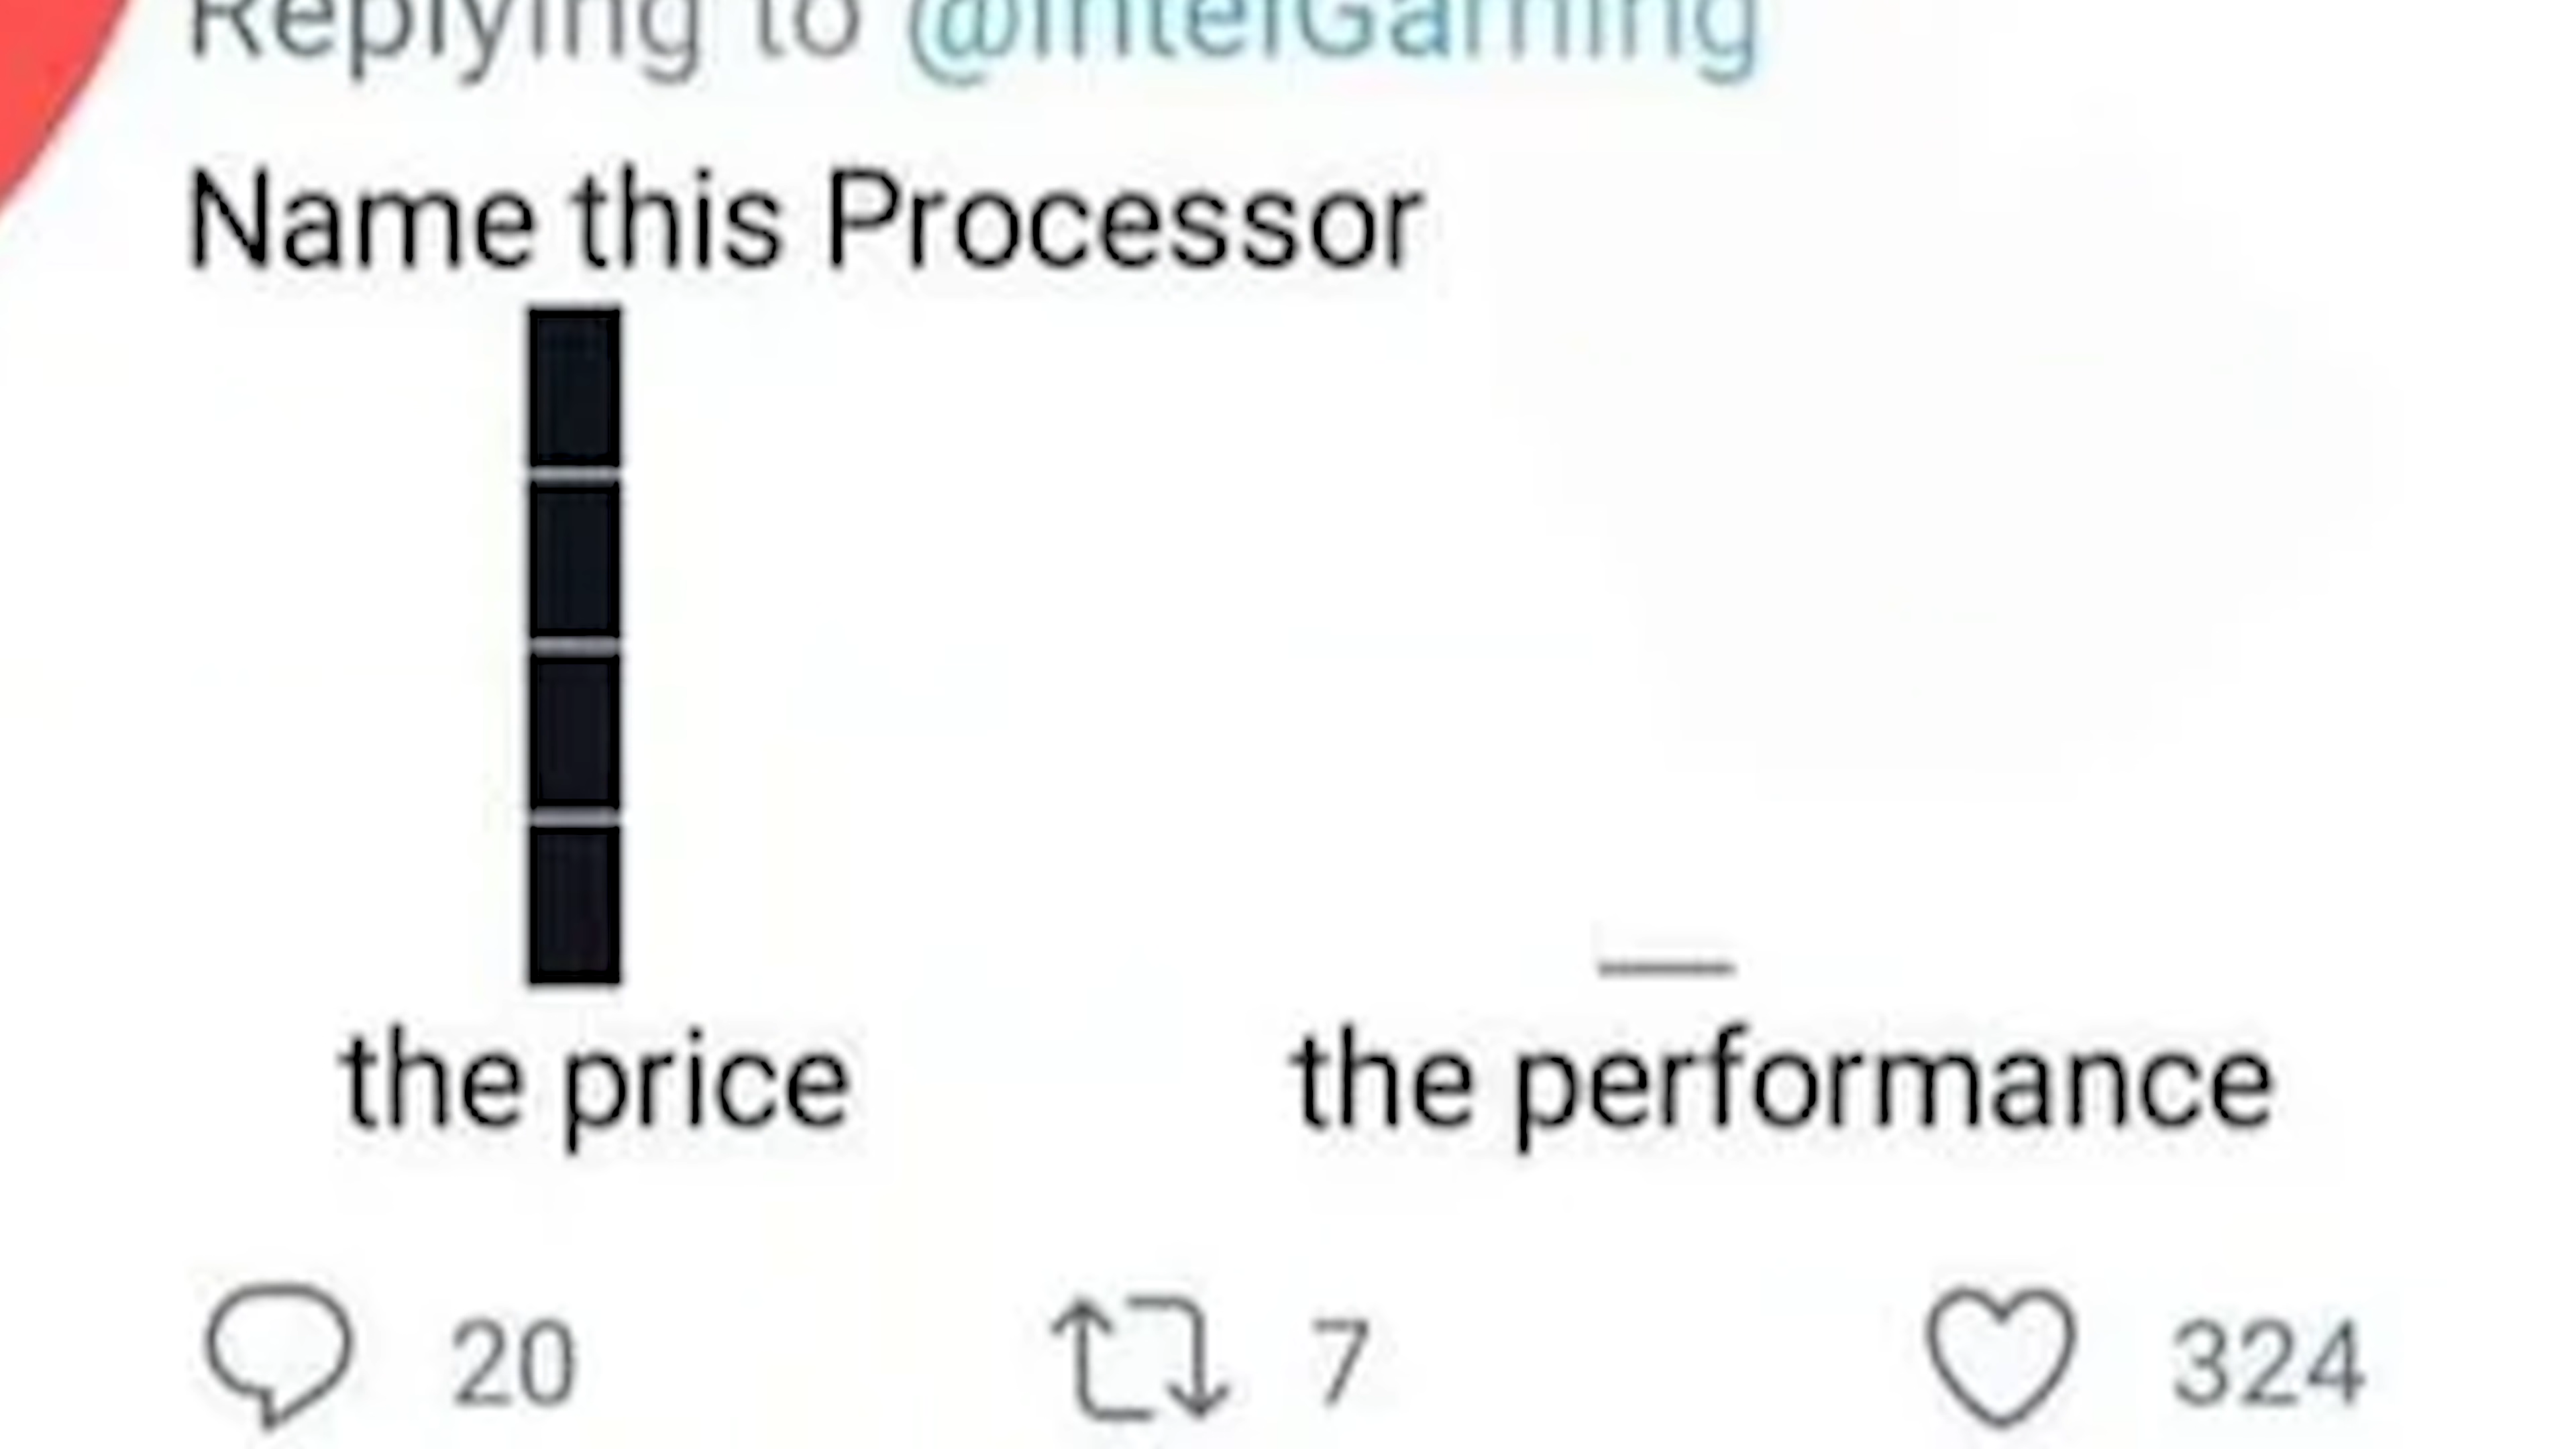 Replying to @IntelGaming
Name this Processor
the price the performance
20 7 324